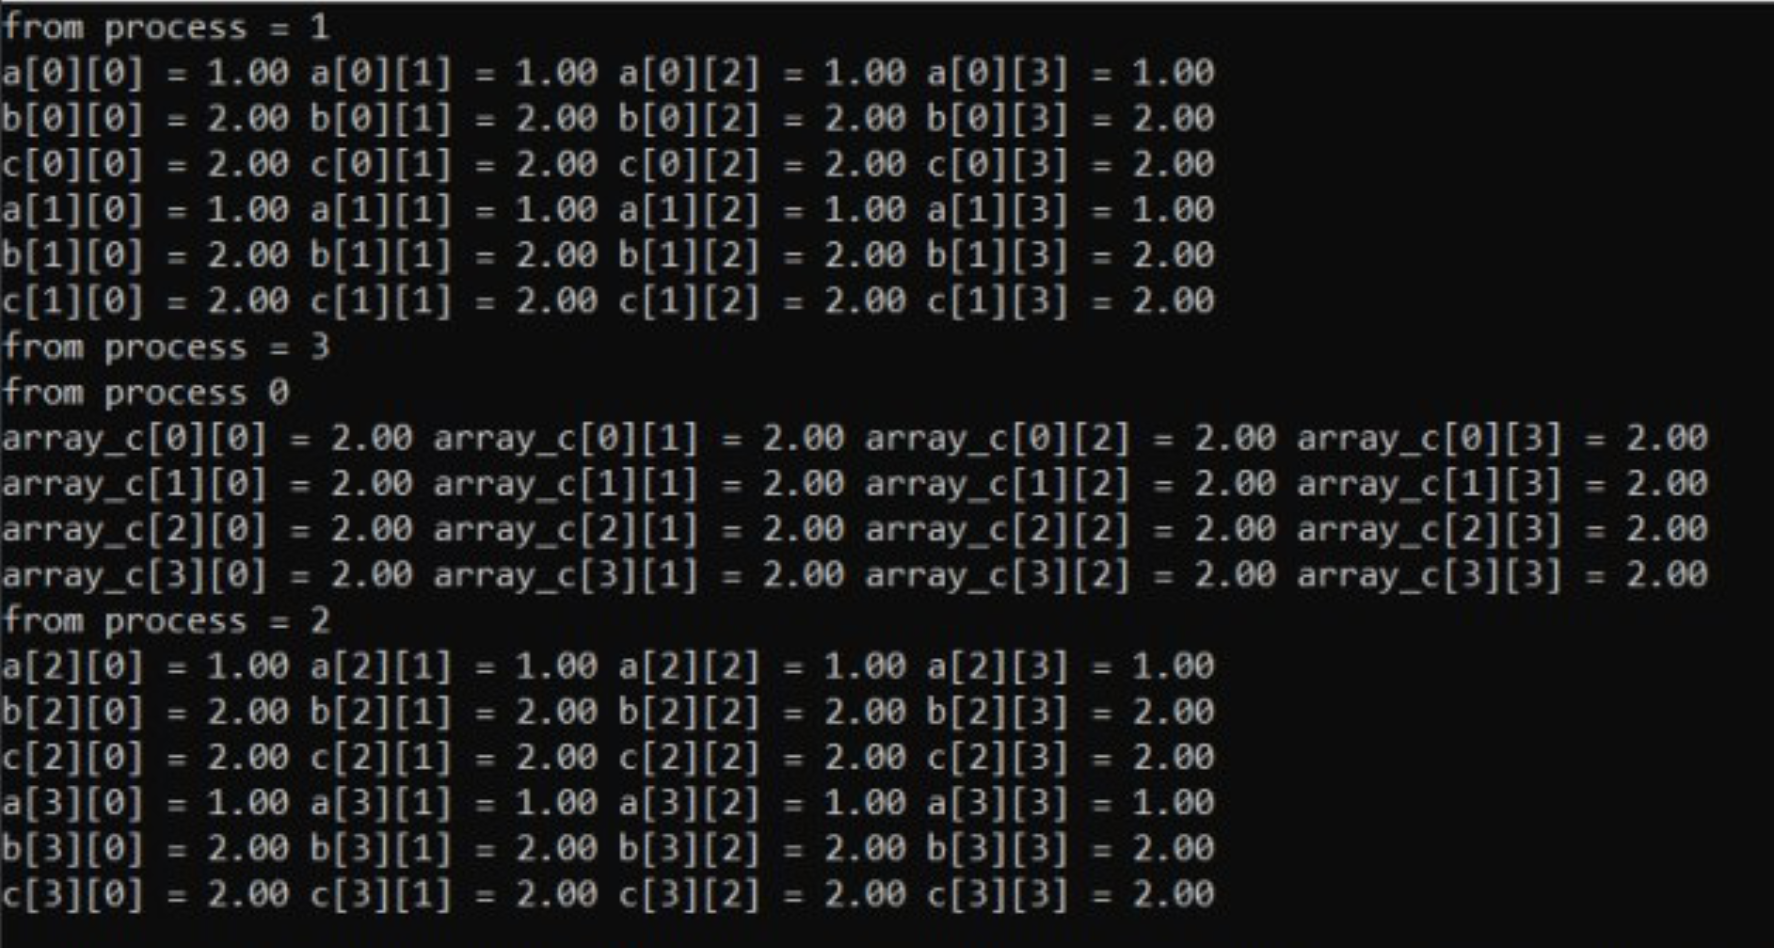 from process = 1
a[0][0] = 1.00 a[0][1] = 1.00 a[0][2] = 1.00 a[0][3] = 1.00
b[0][0] = 2.00 b[0][1] = 2.00 b[0][2] = 2.00 b[0][3] = 2.00
c[0][0] = 2.00 c[0][1] = 2.00 c[0][2] = 2.00 c[0][3] = 2.00
a[1][0] = 1.00 a[1][1] = 1.00 a[1][2] = 1.00 a[1][3] = 1.00
b[1][0] = 2.00 b[1][1] = 2.00 b[1][2] = 2.00 b[1][3] = 2.00
c[1][0] = 2.00 c[1][1] = 2.00 c[1][2] = 2.00 c[1][3] = 2.00
from process = 3
from process 0
array_c[0][0] = 2.00 array_c[0][1] = 2.00 array_c[0][2] = 2.00 array_c[0][3] = 2.00
array_c[1][0] = 2.00 array_c[1][1] = 2.00 array_c[1][2] = 2.00 array_c[1][3] = 2.00
array_c[2][0] = 2.00 array_c[2][1] = 2.00 array_c[2][2] = 2.00 array_c[2][3] = 2.00
array_c[3][0] = 2.00 array_c[3][1] = 2.00 array_c[3][2] = 2.00 array_c[3][3] = 2.00
from process = 2
a[2][0] = 1.00 a[2][1] = 1.00 a[2][2] = 1.00 a[2][3] = 1.00
b[2][0] = 2.00 b[2][1] = 2.00 b[2][2] = 2.00 b[2][3] = 2.00
c[2][0] = 2.00 c[2][1] = 2.00 c[2][2] = 2.00 c[2][3] = 2.00
a[3][0] = 1.00 a[3][1] = 1.00 a[3][2] = 1.00 a[3][3] = 1.00
b[3][0] = 2.00 b[3][1] = 2.00 b[3][2] = 2.00 b[3][3] = 2.00
c[3][0] = 2.00 c[3][1] = 2.00 c[3][2] = 2.00 c[3][3] = 2.00